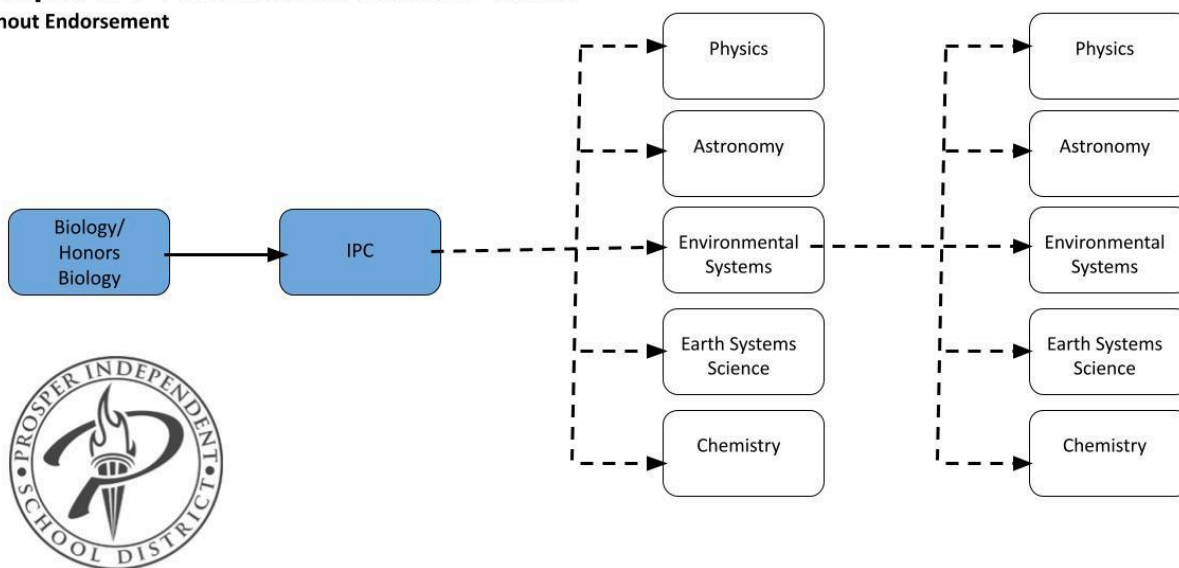 hout Endorsement
Physics
Astronomy
Biology/
Honors
Biology
IPC
Environmental
Systems
Earth Systems
Science
Chemistry
Physics
Astronomy
Environmental
Systems
Earth Systems
Science
Chemistry
PROSPER INDEPENDENT
SCHOOL DISTRICT